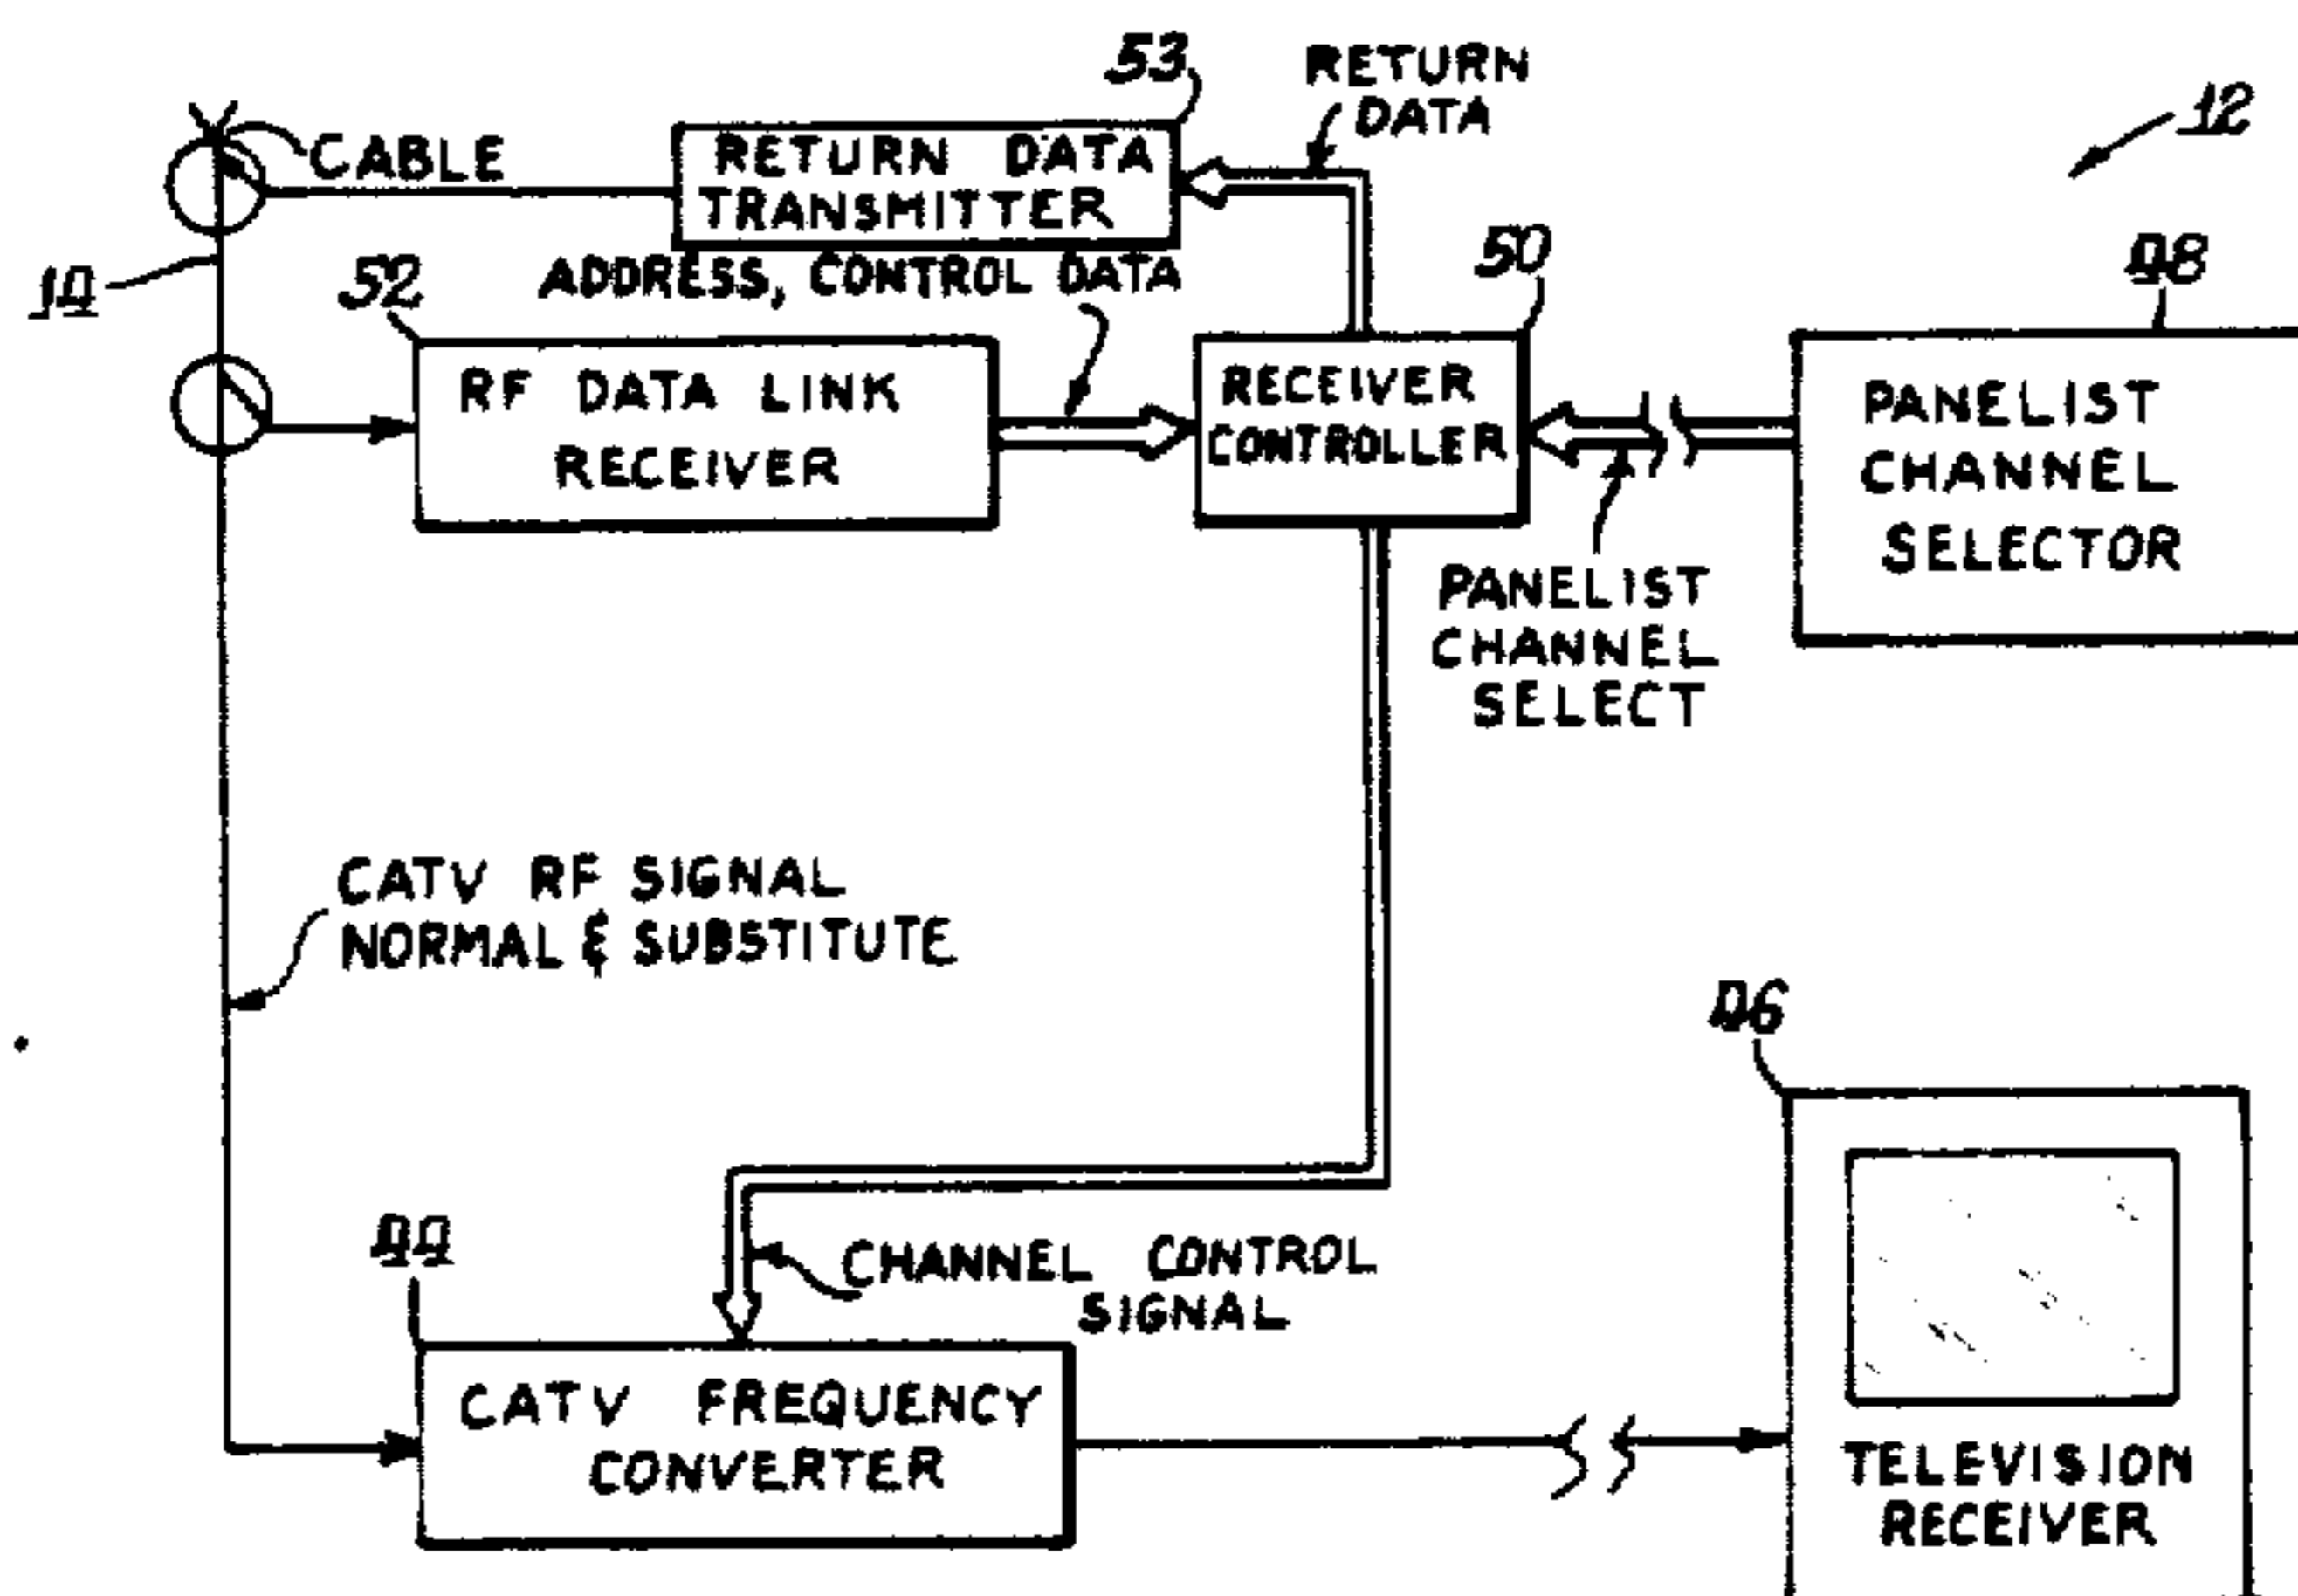 53
RETURN
DATA
12
CABLE
RETURN DATA
TRANSMITTER
14
52
ADDRESS, CONTROL DATA
50
48
RF DATA LINK
RECEIVER
RECEIVER
CONTROLLER
PANELIST
CHANNEL
SELECTOR
PANELIST
CHANNEL
SELECT
CATV RF SIGNAL
NORMAL & SUBSTITUTE
46
44
CHANNEL CONTROL
SIGNAL
CATV FREQUENCY
CONVERTER
TELEVISION
RECEIVER